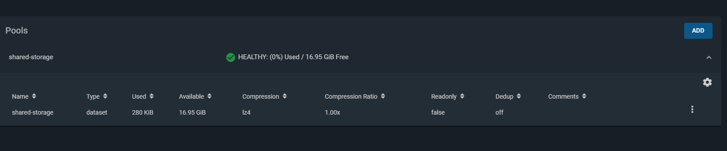 Pools
ADD
shared-storage HEALTHY: (0%) Used / 16.95 GiB Free
Name Type Used Available Compression Compression Ratio Readonly Dedup Comments
shared-storage dataset 280 KiB 16.95 GiB lz4 1.00x false off